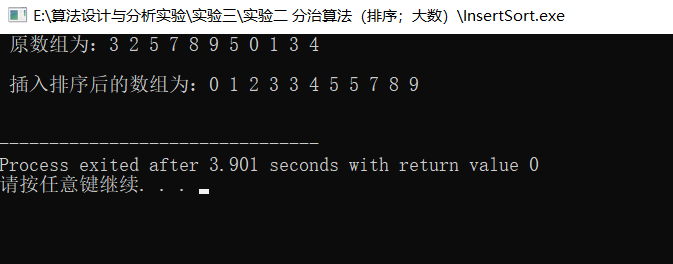 E:\算法设计与分析实验\实验三\实验二 分治算法（排序；大数）\InsertSort.exe
原数组为：3 2 5 7 8 9 5 0 1 3 4
插入排序后的数组为：0 1 2 3 3 4 5 5 7 8 9
--------------------------------
Process exited after 3.901 seconds with return value 0
请按任意键继续. . .